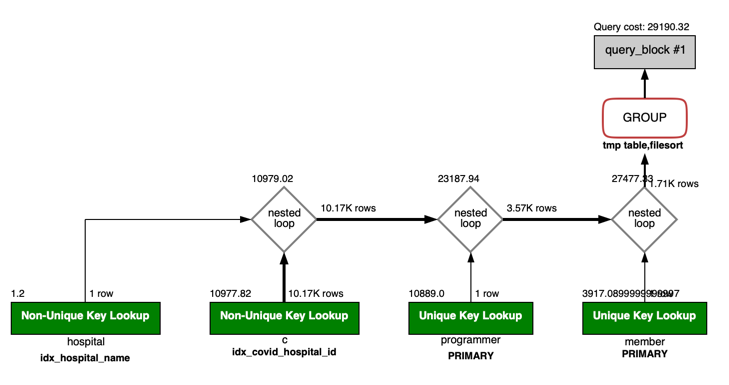 Query cost: 29190.32
query_block #1
GROUP
tmp table,filesort
10979.02
23187.94
27477.33
1.71K rows
nested
loop
10.17K rows
nested
loop
3.57K rows
nested
loop
1.2
1 row
10977.82
10.17K rows
10889.0
1 row
3917.0899999999997
1 row
Non-Unique Key Lookup
Non-Unique Key Lookup
Unique Key Lookup
Unique Key Lookup
hospital
c
programmer
member
idx_hospital_name
idx_covid_hospital_id
PRIMARY
PRIMARY